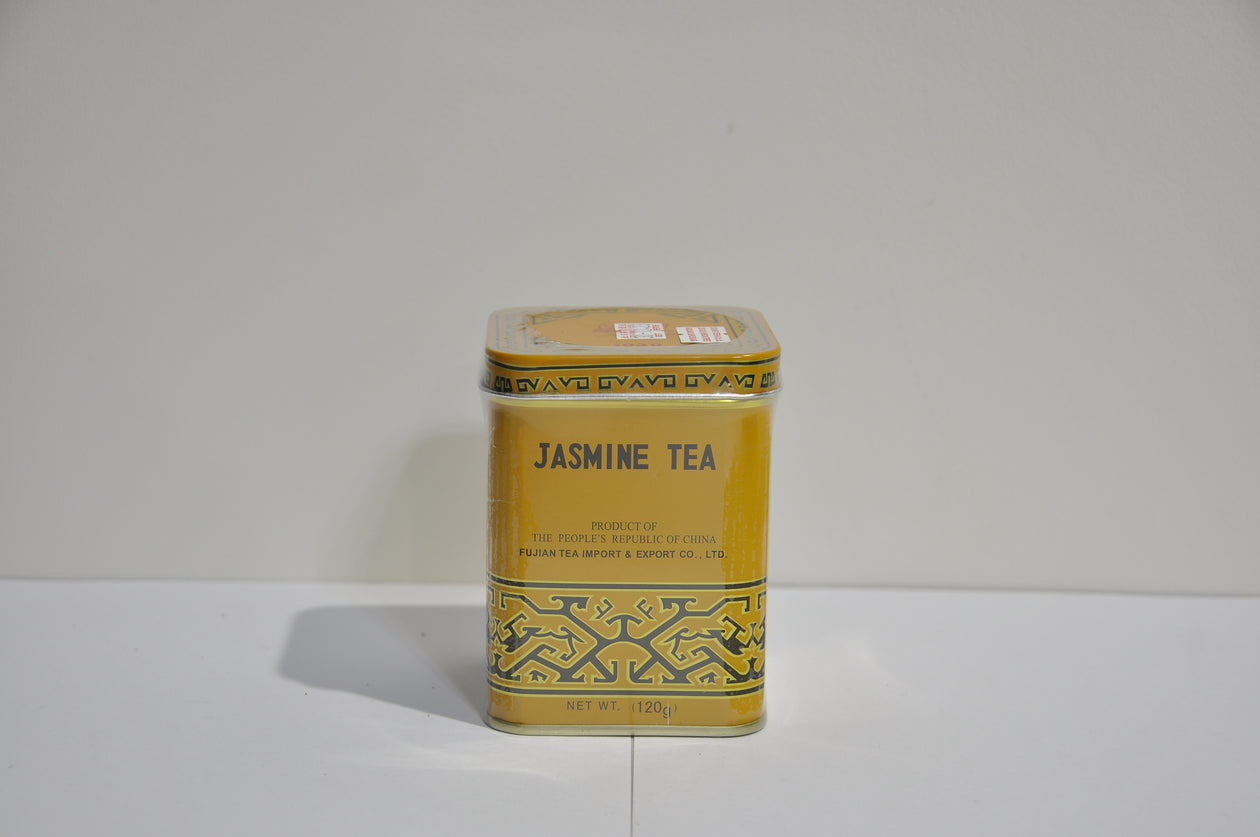 JASMINE TEA
PRODUCT OF
THE PEOPLE'S REPUBLIC OF CHINA
FUJIAN TEA IMPORT & EXPORT CO., LTD.
NET WT. (120g)